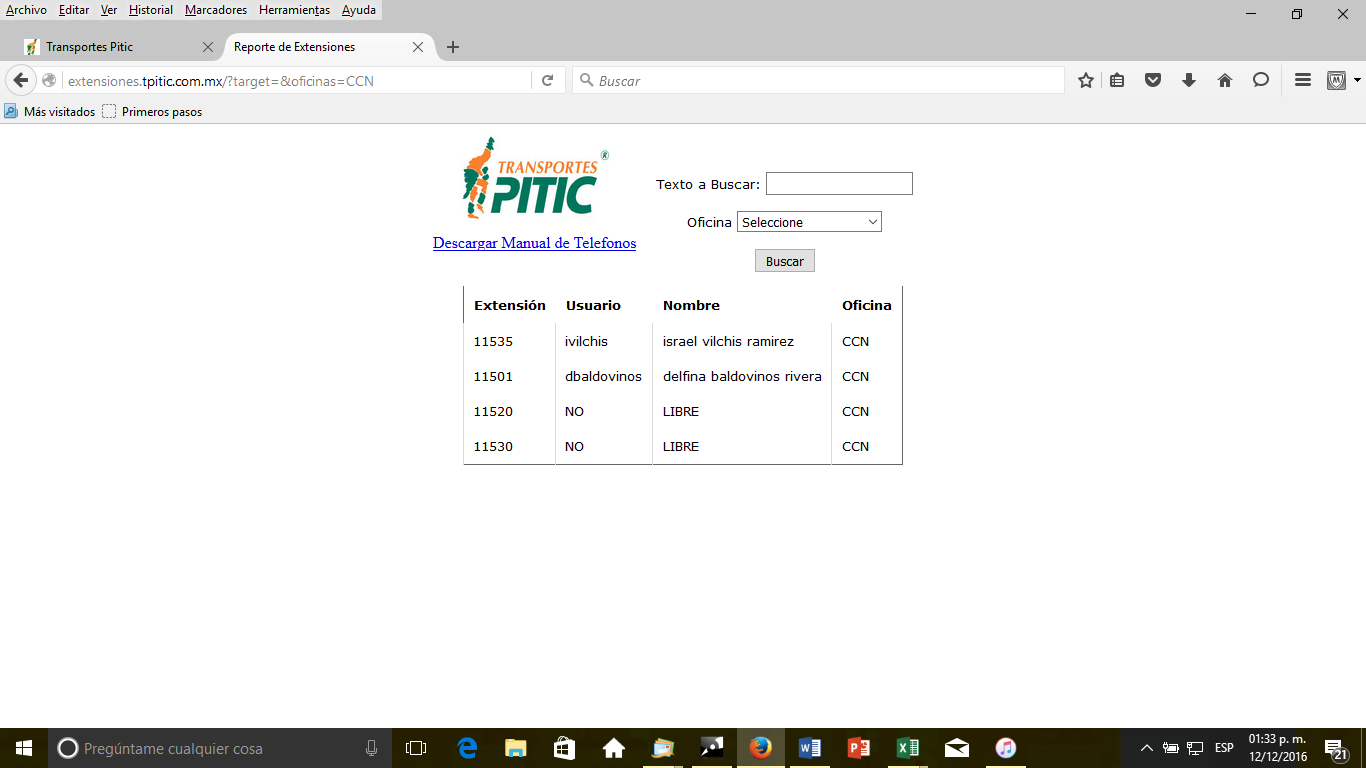 Archivo Editar Ver Historial Marcadores Herramientas Ayuda
Transportes Pitic
Reporte de Extensiones
extensiones.tpitic.com.mx/?target=&oficinas=CCN
Buscar
Más visitados Primeros pasos
TRANSPORTES ®
PITIC
Descargar Manual de Telefonos
Texto a Buscar:
Oficina Seleccione
Buscar
Extensión Usuario Nombre Oficina
11535 ivilchis israel vilchis ramirez CCN
11501 dbaldovinos delfina baldovinos rivera CCN
11520 NO LIBRE CCN
11530 NO LIBRE CCN
Pregúntame cualquier cosa
ESP
01:33 p. m.
12/12/2016
21